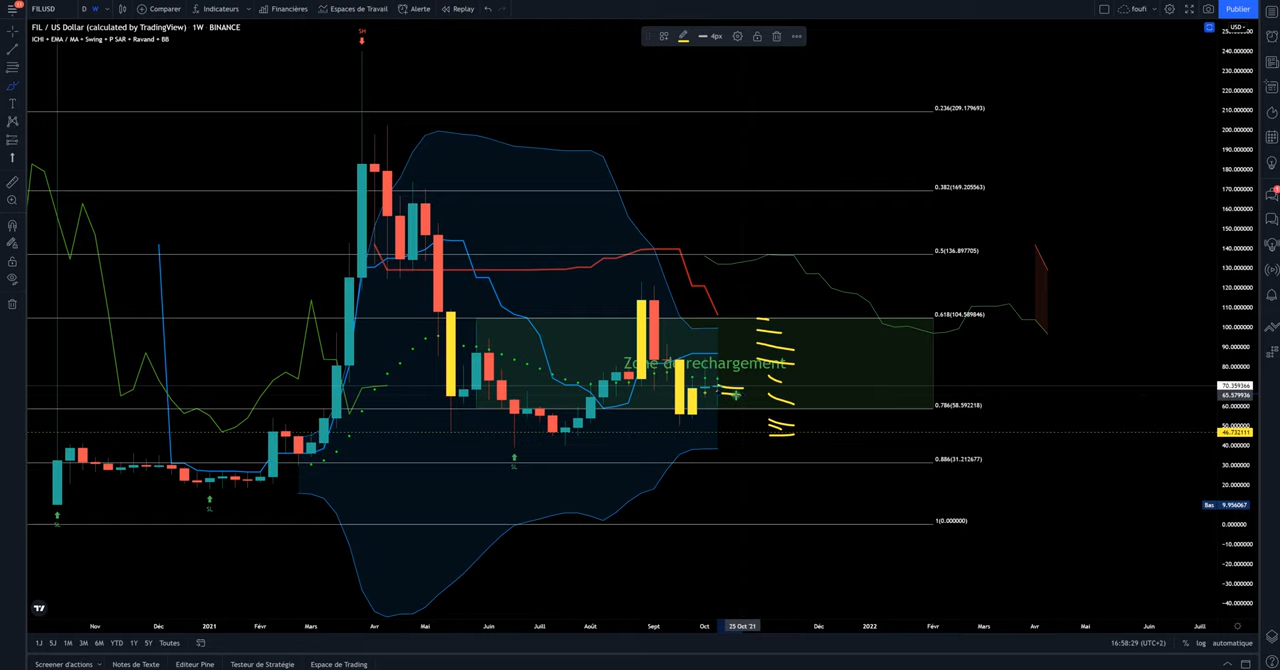 FILUSD
D
W
Comparer
Indicateurs
Financières
Espaces de Travail
Alerte
Replay
foufi
Publier
FIL / US Dollar (calculated by TradingView) 1W BINANCE
ICHI + EMA / MA + Swing + P SAR + Ravand + BB
4px
USD
240.000000
230.000000
220.000000
210.000000
200.000000
190.000000
180.000000
170.000000
160.000000
150.000000
140.000000
130.000000
120.000000
110.000000
100.000000
90.000000
80.000000
70.359366
65.579936
60.000000
50.000000
46.732111
40.000000
30.000000
20.000000
Bas 9.956067
0.000000
−10.000000
−20.000000
−30.000000
−40.000000
SH
0.236(209.179693)
0.382(169.205563)
0.5(136.897705)
0.618(104.589846)
Zone de rechargement
0.786(58.592218)
0.886(31.212677)
1(0.000000)
SL
SL
SL
Nov
Déc
2021
Févr
Mars
Avr
Mai
Juin
Juill
Août
Sept
Oct
25 Oct '21
Déc
2022
Févr
Mars
Avr
Mai
Juin
Juill
1J
5J
1M
3M
6M
YTD
1Y
5Y
Toutes
16:58:29 (UTC+2)
%
log
automatique
Screener d'actions
Notes de Texte
Editeur Pine
Testeur de Stratégie
Espace de Trading